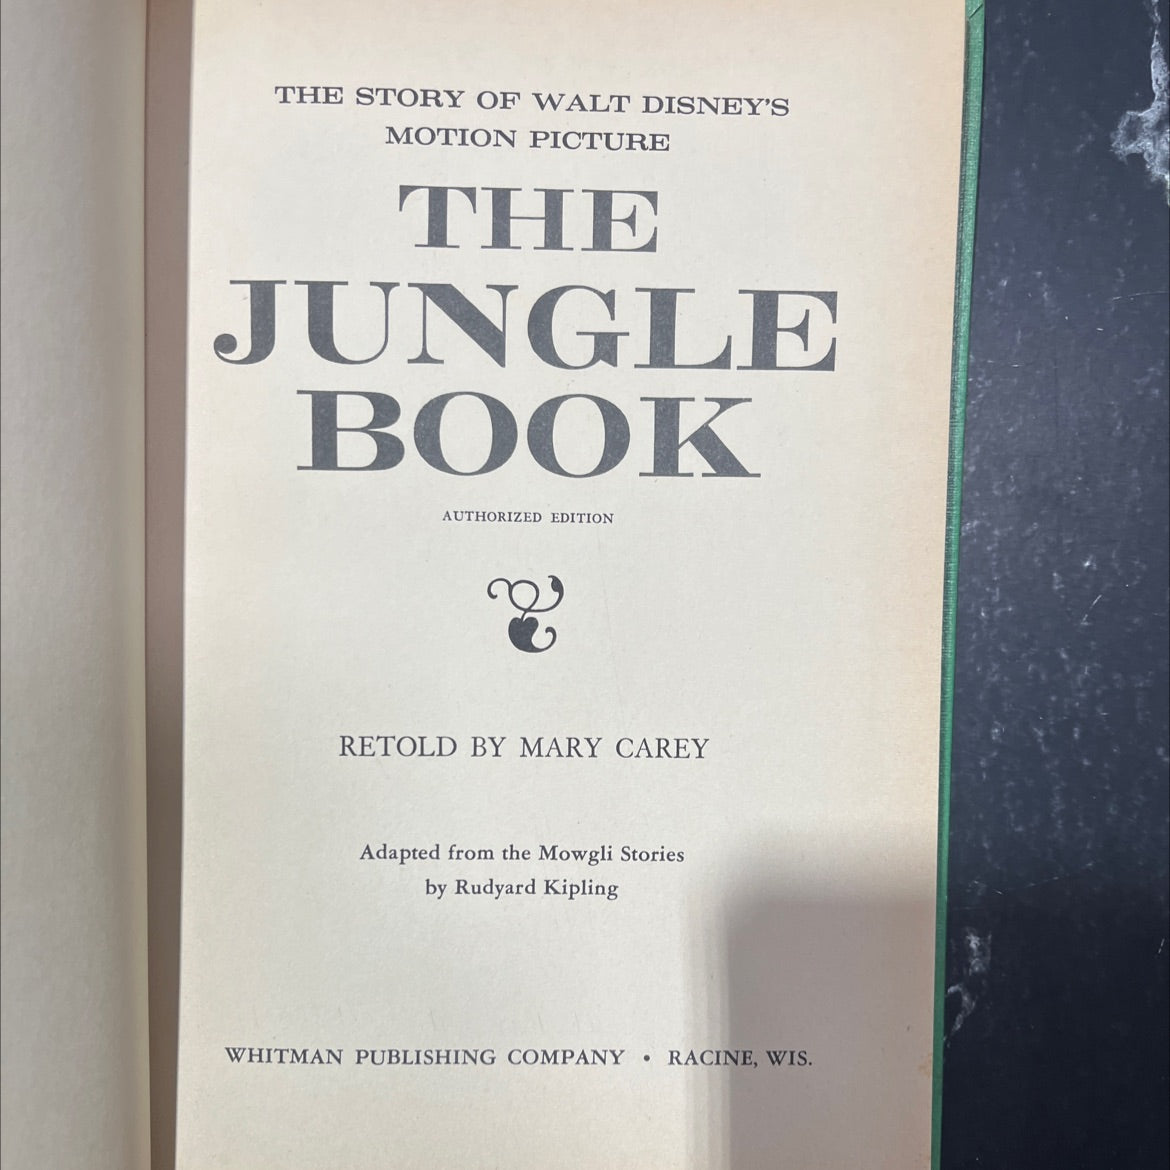 THE STORY OF WALT DISNEY'S
MOTION PICTURE
THE
JUNGLE
BOOK
AUTHORIZED EDITION
RETOLD BY MARY CAREY
Adapted from the Mowgli Stories
by Rudyard Kipling
WHITMAN PUBLISHING COMPANY • RACINE, WIS.